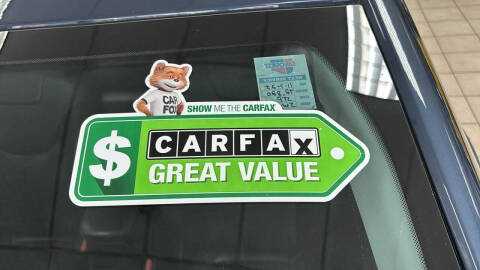 CAR
FOX
SHOW ME THE CARFAX
$
CARFAX
GREAT VALUE